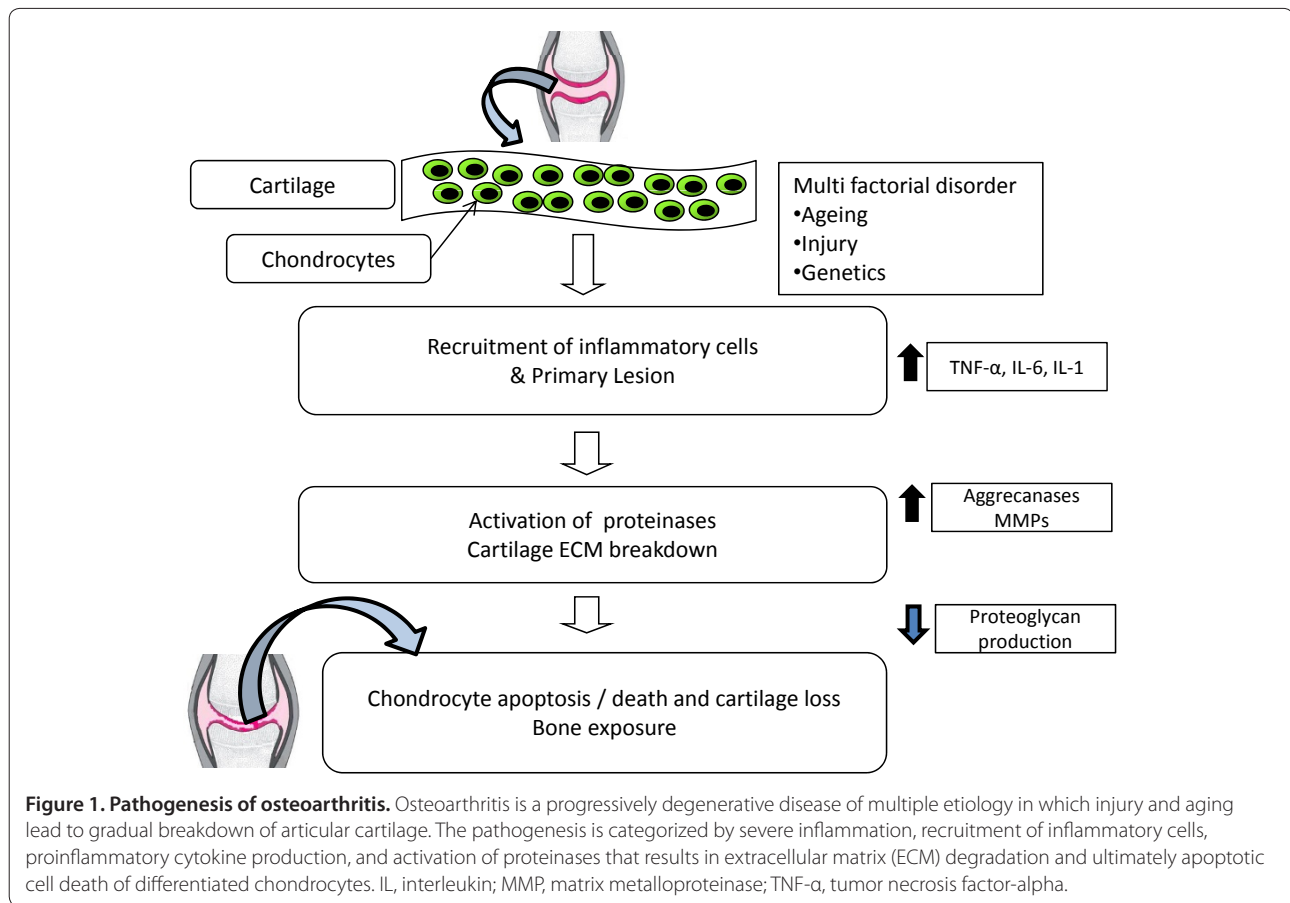 Cartilage
Chondrocytes
Multi factorial disorder
•Ageing
•Injury
•Genetics
Recruitment of inflammatory cells
& Primary Lesion
TNF-α, IL-6, IL-1
Activation of proteinases
Cartilage ECM breakdown
Aggrecanases
MMPs
Proteoglycan
production
Chondrocyte apoptosis / death and cartilage loss
Bone exposure
Figure 1. Pathogenesis of osteoarthritis. Osteoarthritis is a progressively degenerative disease of multiple etiology in which injury and aging
lead to gradual breakdown of articular cartilage. The pathogenesis is categorized by severe inflammation, recruitment of inflammatory cells,
proinflammatory cytokine production, and activation of proteinases that results in extracellular matrix (ECM) degradation and ultimately apoptotic
cell death of differentiated chondrocytes. IL, interleukin; MMP, matrix metalloproteinase; TNF-α, tumor necrosis factor-alpha.